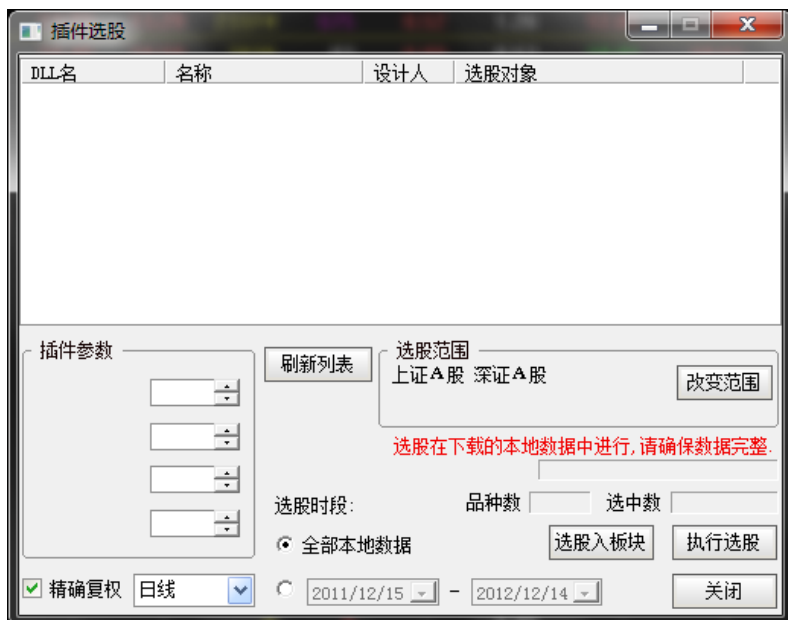 插件选股
DLL名 名称 设计人 选股对象
插件参数
刷新列表
选股范围
上证A股 深证A股
改变范围
选股在下载的本地数据中进行,请确保数据完整.
选股时段:
品种数 选中数
全部本地数据
选股入板块 执行选股
精确复权 日线
2011/12/15 - 2012/12/14
关闭